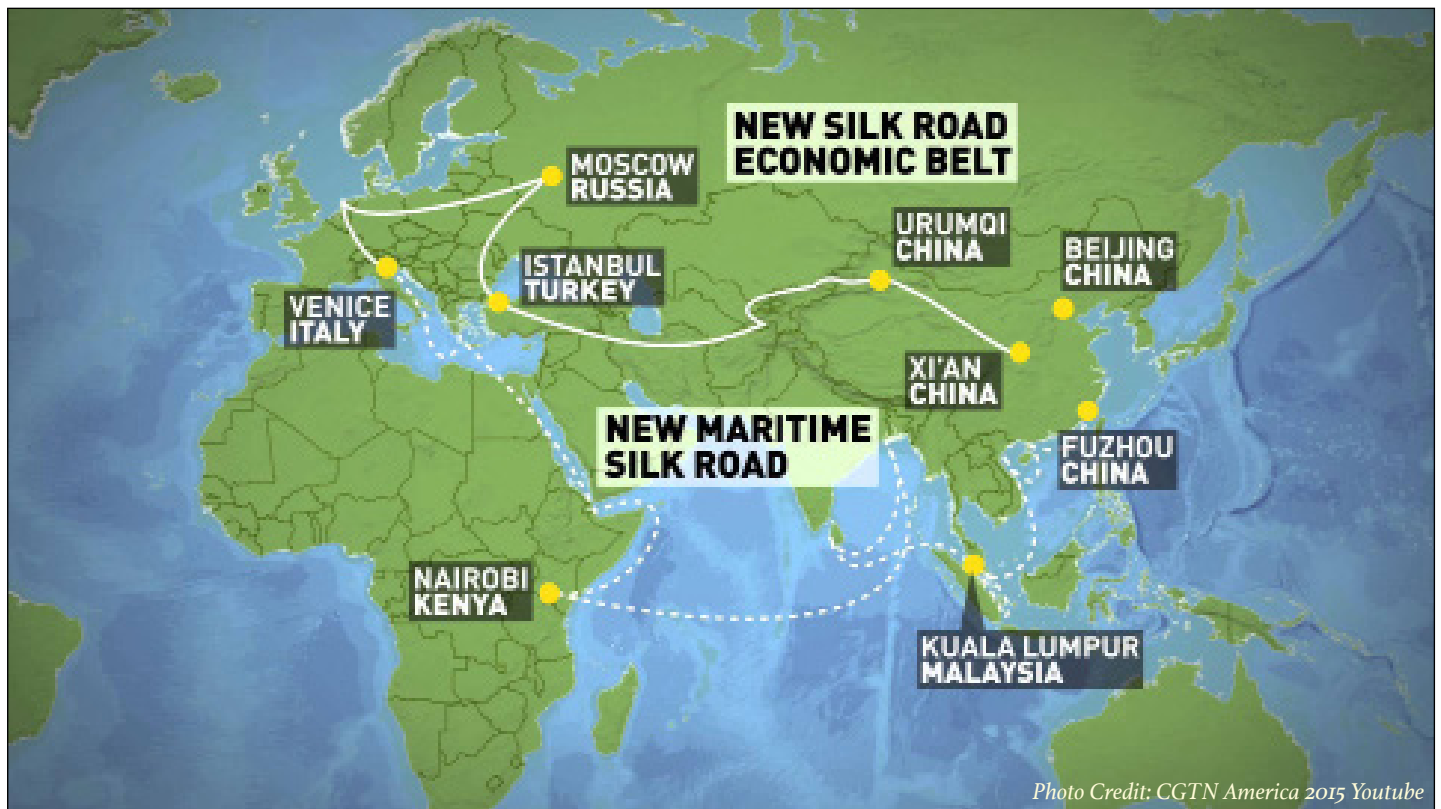 NEW SILK ROAD
ECONOMIC BELT
MOSCOW
RUSSIA
URUMQI
CHINA
BEIJING
CHINA
ISTANBUL
TURKEY
VENICE
ITALY
XI'AN
CHINA
NEW MARITIME
SILK ROAD
FUZHOU
CHINA
NAIROBI
KENYA
KUALA LUMPUR
MALAYSIA
Photo Credit: CGTN America 2015 Youtube